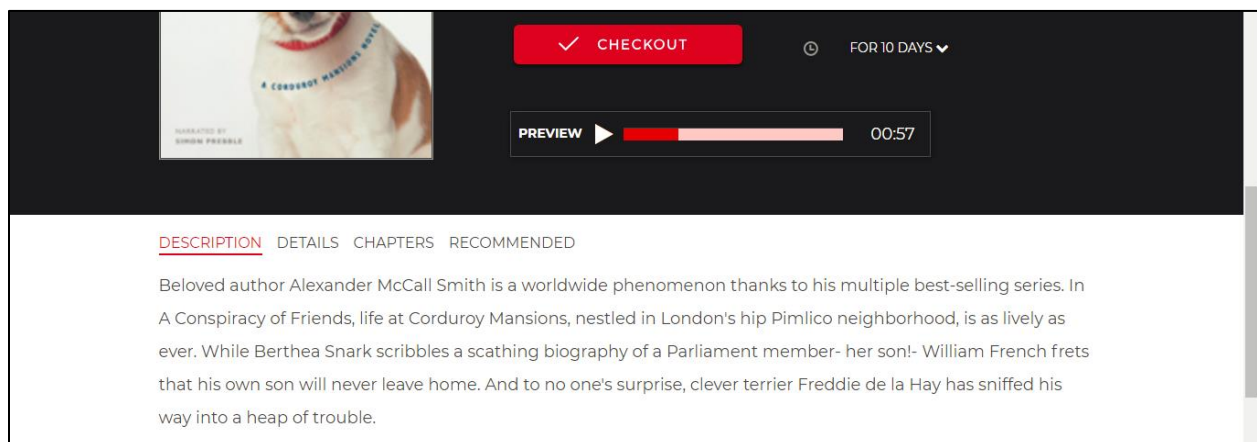 A CORDUROY MANSIONS NOVEL
NARRATED BY
SIMON PREBBLE
CHECKOUT
FOR 10 DAYS
PREVIEW
00:57
DESCRIPTION DETAILS CHAPTERS RECOMMENDED
Beloved author Alexander McCall Smith is a worldwide phenomenon thanks to his multiple best-selling series. In
A Conspiracy of Friends, life at Corduroy Mansions, nestled in London's hip Pimlico neighborhood, is as lively as
ever. While Berthea Snark scribbles a scathing biography of a Parliament member- her son!- William French frets
that his own son will never leave home. And to no one's surprise, clever terrier Freddie de la Hay has sniffed his
way into a heap of trouble.